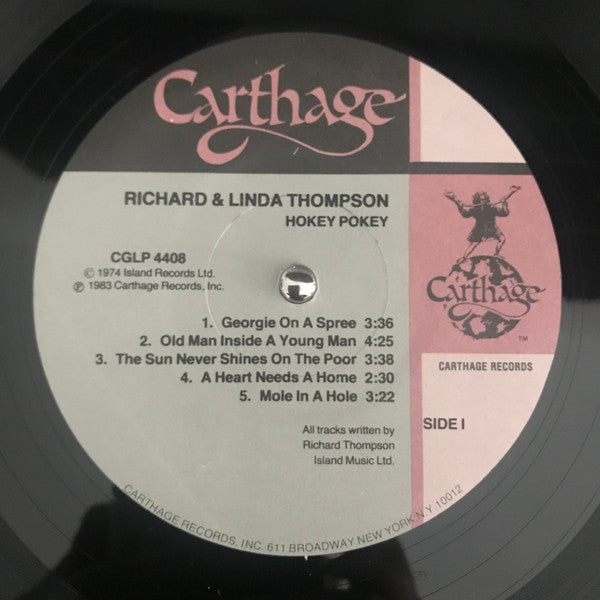 Carthage
RICHARD & LINDA THOMPSON
HOKEY POKEY
CGLP 4408
© 1974 Island Records Ltd.
℗ 1983 Carthage Records, Inc.
1. Georgie On A Spree 3:36
2. Old Man Inside A Young Man 4:25
3. The Sun Never Shines On The Poor 3:38
4. A Heart Needs A Home 2:30
5. Mole In A Hole 3:22
All tracks written by
Richard Thompson
Island Music Ltd.
Carthage
TM
CARTHAGE RECORDS
SIDE I
CARTHAGE RECORDS, INC. 611 BROADWAY NEW YORK N.Y. 10012